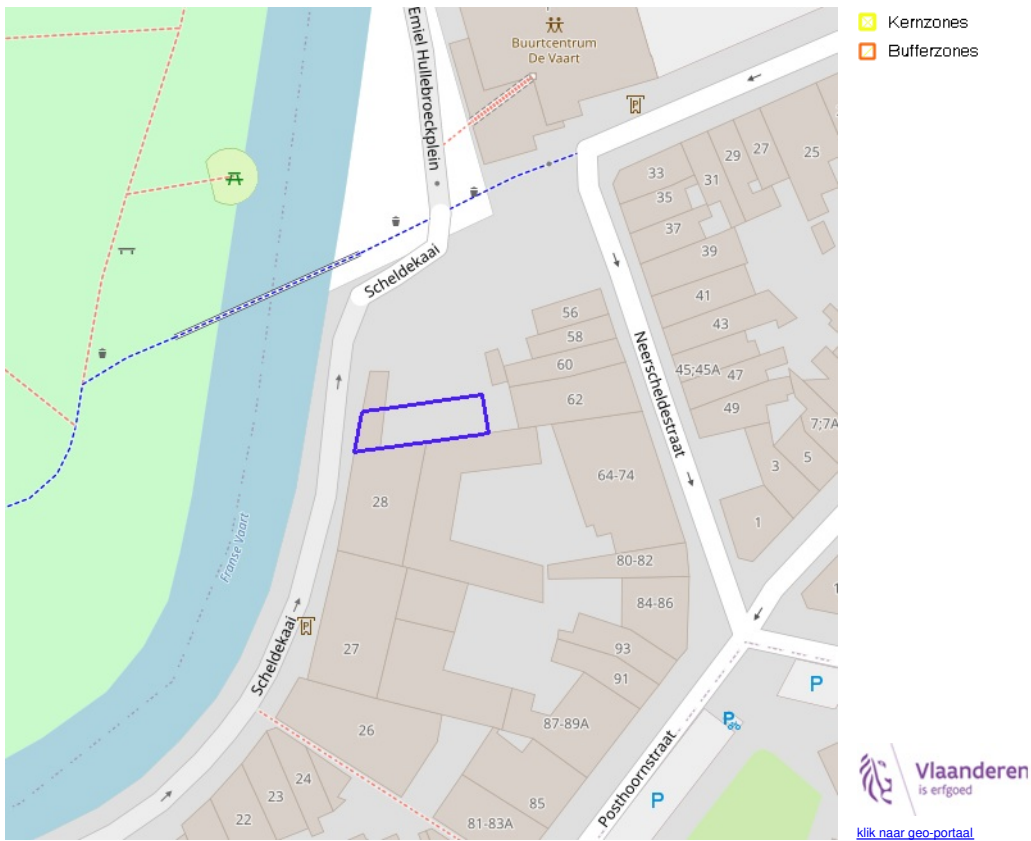 Emiel Hullebroeckplein
Buurtcentrum
De Vaart
P
Kernzones
Bufferzones
33
35
37
39
41
43
45;45A
47
49
31
29
27
25
7;7A
5
3
1
Scheldekaai
Neerscheldestraat
56
58
60
62
64-74
80-82
84-86
93
91
87-89A
85
81-83A
28
27
26
24
23
22
Franse Vaart
Scheldekaai
P
Posthoornstraat
P
P
P
Vlaanderen
is erfgoed
klik naar geo-portaal